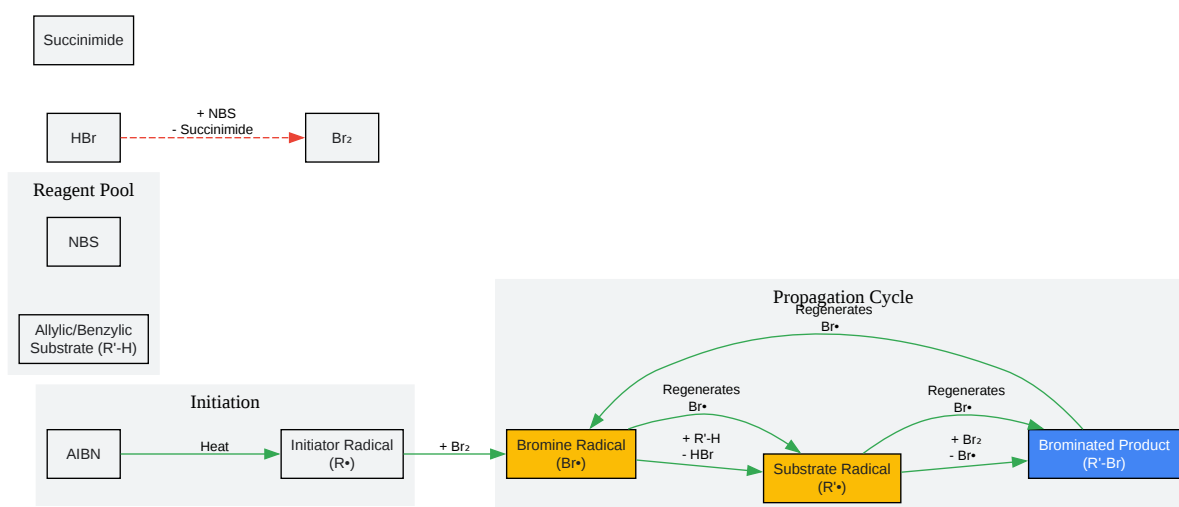 Succinimide
HBr
+ NBS
- Succinimide
Br₂
Reagent Pool
NBS
Allylic/Benzylic
Substrate (R'-H)
Initiation
AIBN
Heat
Initiator Radical
(R•)
+ Br₂
Propagation Cycle
Regenerates
Br•
Regenerates
Br•
Regenerates
Br•
Bromine Radical
(Br•)
+ R'-H
- HBr
Substrate Radical
(R'•)
+ Br₂
- Br•
Brominated Product
(R'-Br)